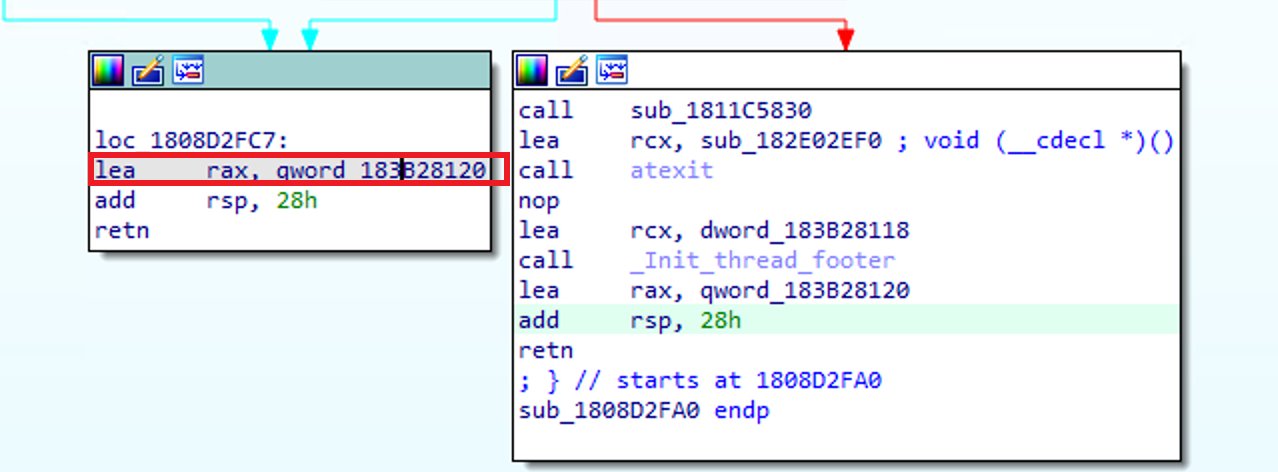 loc_1808D2FC7:
lea rax, qword_183B28120
add rsp, 28h
retn
call sub_1811C5830
lea rcx, sub_182E02EF0 ; void (__cdecl *)()
call atexit
nop
lea rcx, dword_183B28118
call _Init_thread_footer
lea rax, qword_183B28120
add rsp, 28h
retn
; } // starts at 1808D2FA0
sub_1808D2FA0 endp